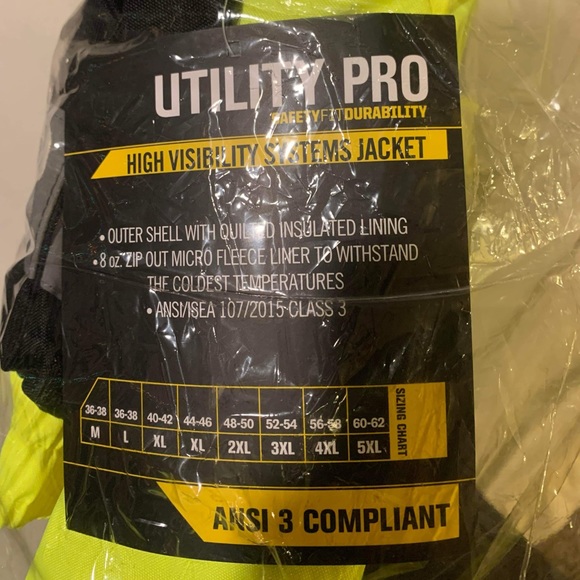 UTILITY PRO
SAFETYFITDURABILITY
HIGH VISIBILITY SYSTEMS JACKET
• OUTER SHELL WITH QUILTED INSULATED LINING
• 8 oz. ZIP OUT MICRO FLEECE LINER TO WITHSTAND
THE COLDEST TEMPERATURES
• ANSI/ISEA 107/2015 CLASS 3
36-38 36-38 40-42 44-46 48-50 52-54 56-58 60-62
M L XL XL 2XL 3XL 4XL 5XL
SIZING CHART
ANSI 3 COMPLIANT